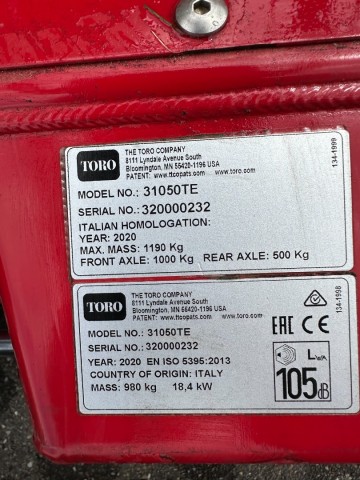 TORO
THE TORO COMPANY
8111 Lyndale Avenue South
Bloomington, MN 55420-1196 USA
PATENT: www.ttcopats.com/www.toro.com
MODEL NO.: 31050TE
SERIAL NO.: 320000232
ITALIAN HOMOLOGATION:
YEAR: 2020
MAX. MASS: 1190 Kg
FRONT AXLE: 1000 Kg REAR AXLE: 500 Kg
134-1999
TORO
THE TORO COMPANY
8111 Lyndale Avenue South
Bloomington, MN 55420-1196 USA
PATENT: www.ttcopats.com/www.toro.com
MODEL NO.: 31050TE
SERIAL NO.: 320000232
YEAR: 2020 EN ISO 5395:2013
COUNTRY OF ORIGIN: ITALY
MASS: 980 kg 18,4 kW
EAC CE
LWA
105dB
134-1998